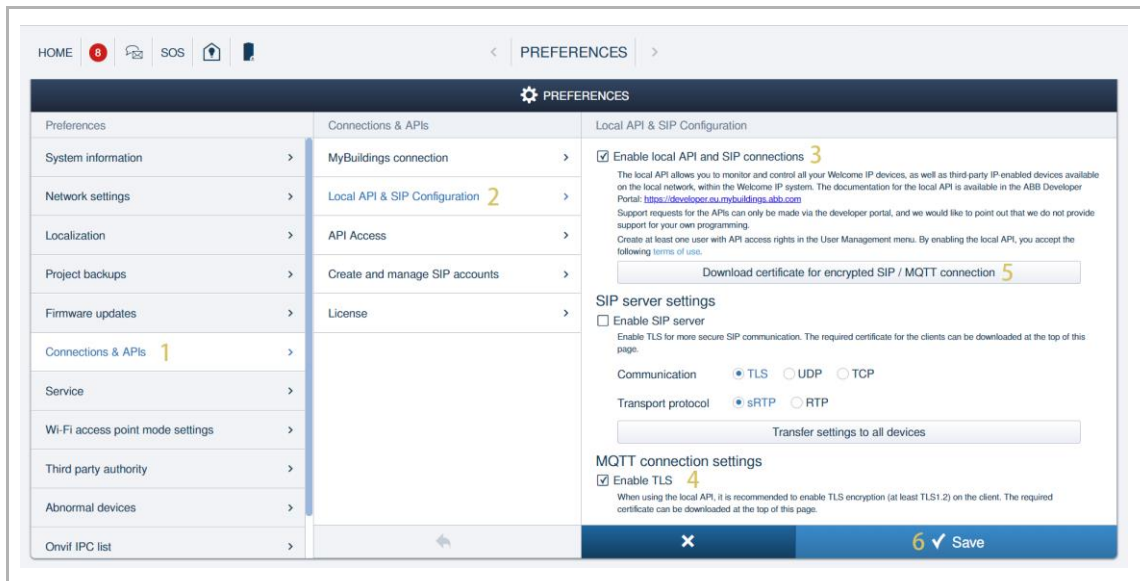 HOME 8 SOS < PREFERENCES >
PREFERENCES
Preferences
System information >
Network settings >
Localization >
Project backups >
Firmware updates >
Connections & APIs 1 >
Service >
Wi-Fi access point mode settings >
Third party authority >
Abnormal devices >
Onvif IPC list >
Connections & APIs
MyBuildings connection >
Local API & SIP Configuration 2 >
API Access >
Create and manage SIP accounts >
License >
Local API & SIP Configuration
Enable local API and SIP connections 3
The local API allows you to monitor and control all your Welcome IP devices, as well as third-party IP-enabled devices available
on the local network, within the Welcome IP system. The documentation for the local API is available in the ABB Developer
Portal: https://developer.eu.mybuildings.abb.com
Support requests for the APIs can only be made via the developer portal, and we would like to point out that we do not provide
support for your own programming.
Create at least one user with API access rights in the User Management menu. By enabling the local API, you accept the
following terms of use.
Download certificate for encrypted SIP / MQTT connection 5
SIP server settings
Enable SIP server
Enable TLS for more secure SIP communication. The required certificate for the clients can be downloaded at the top of this
page.
Communication TLS UDP TCP
Transport protocol sRTP RTP
Transfer settings to all devices
MQTT connection settings
Enable TLS 4
When using the local API, it is recommended to enable TLS encryption (at least TLS1.2) on the client. The required
certificate can be downloaded at the top of this page.
6 Save